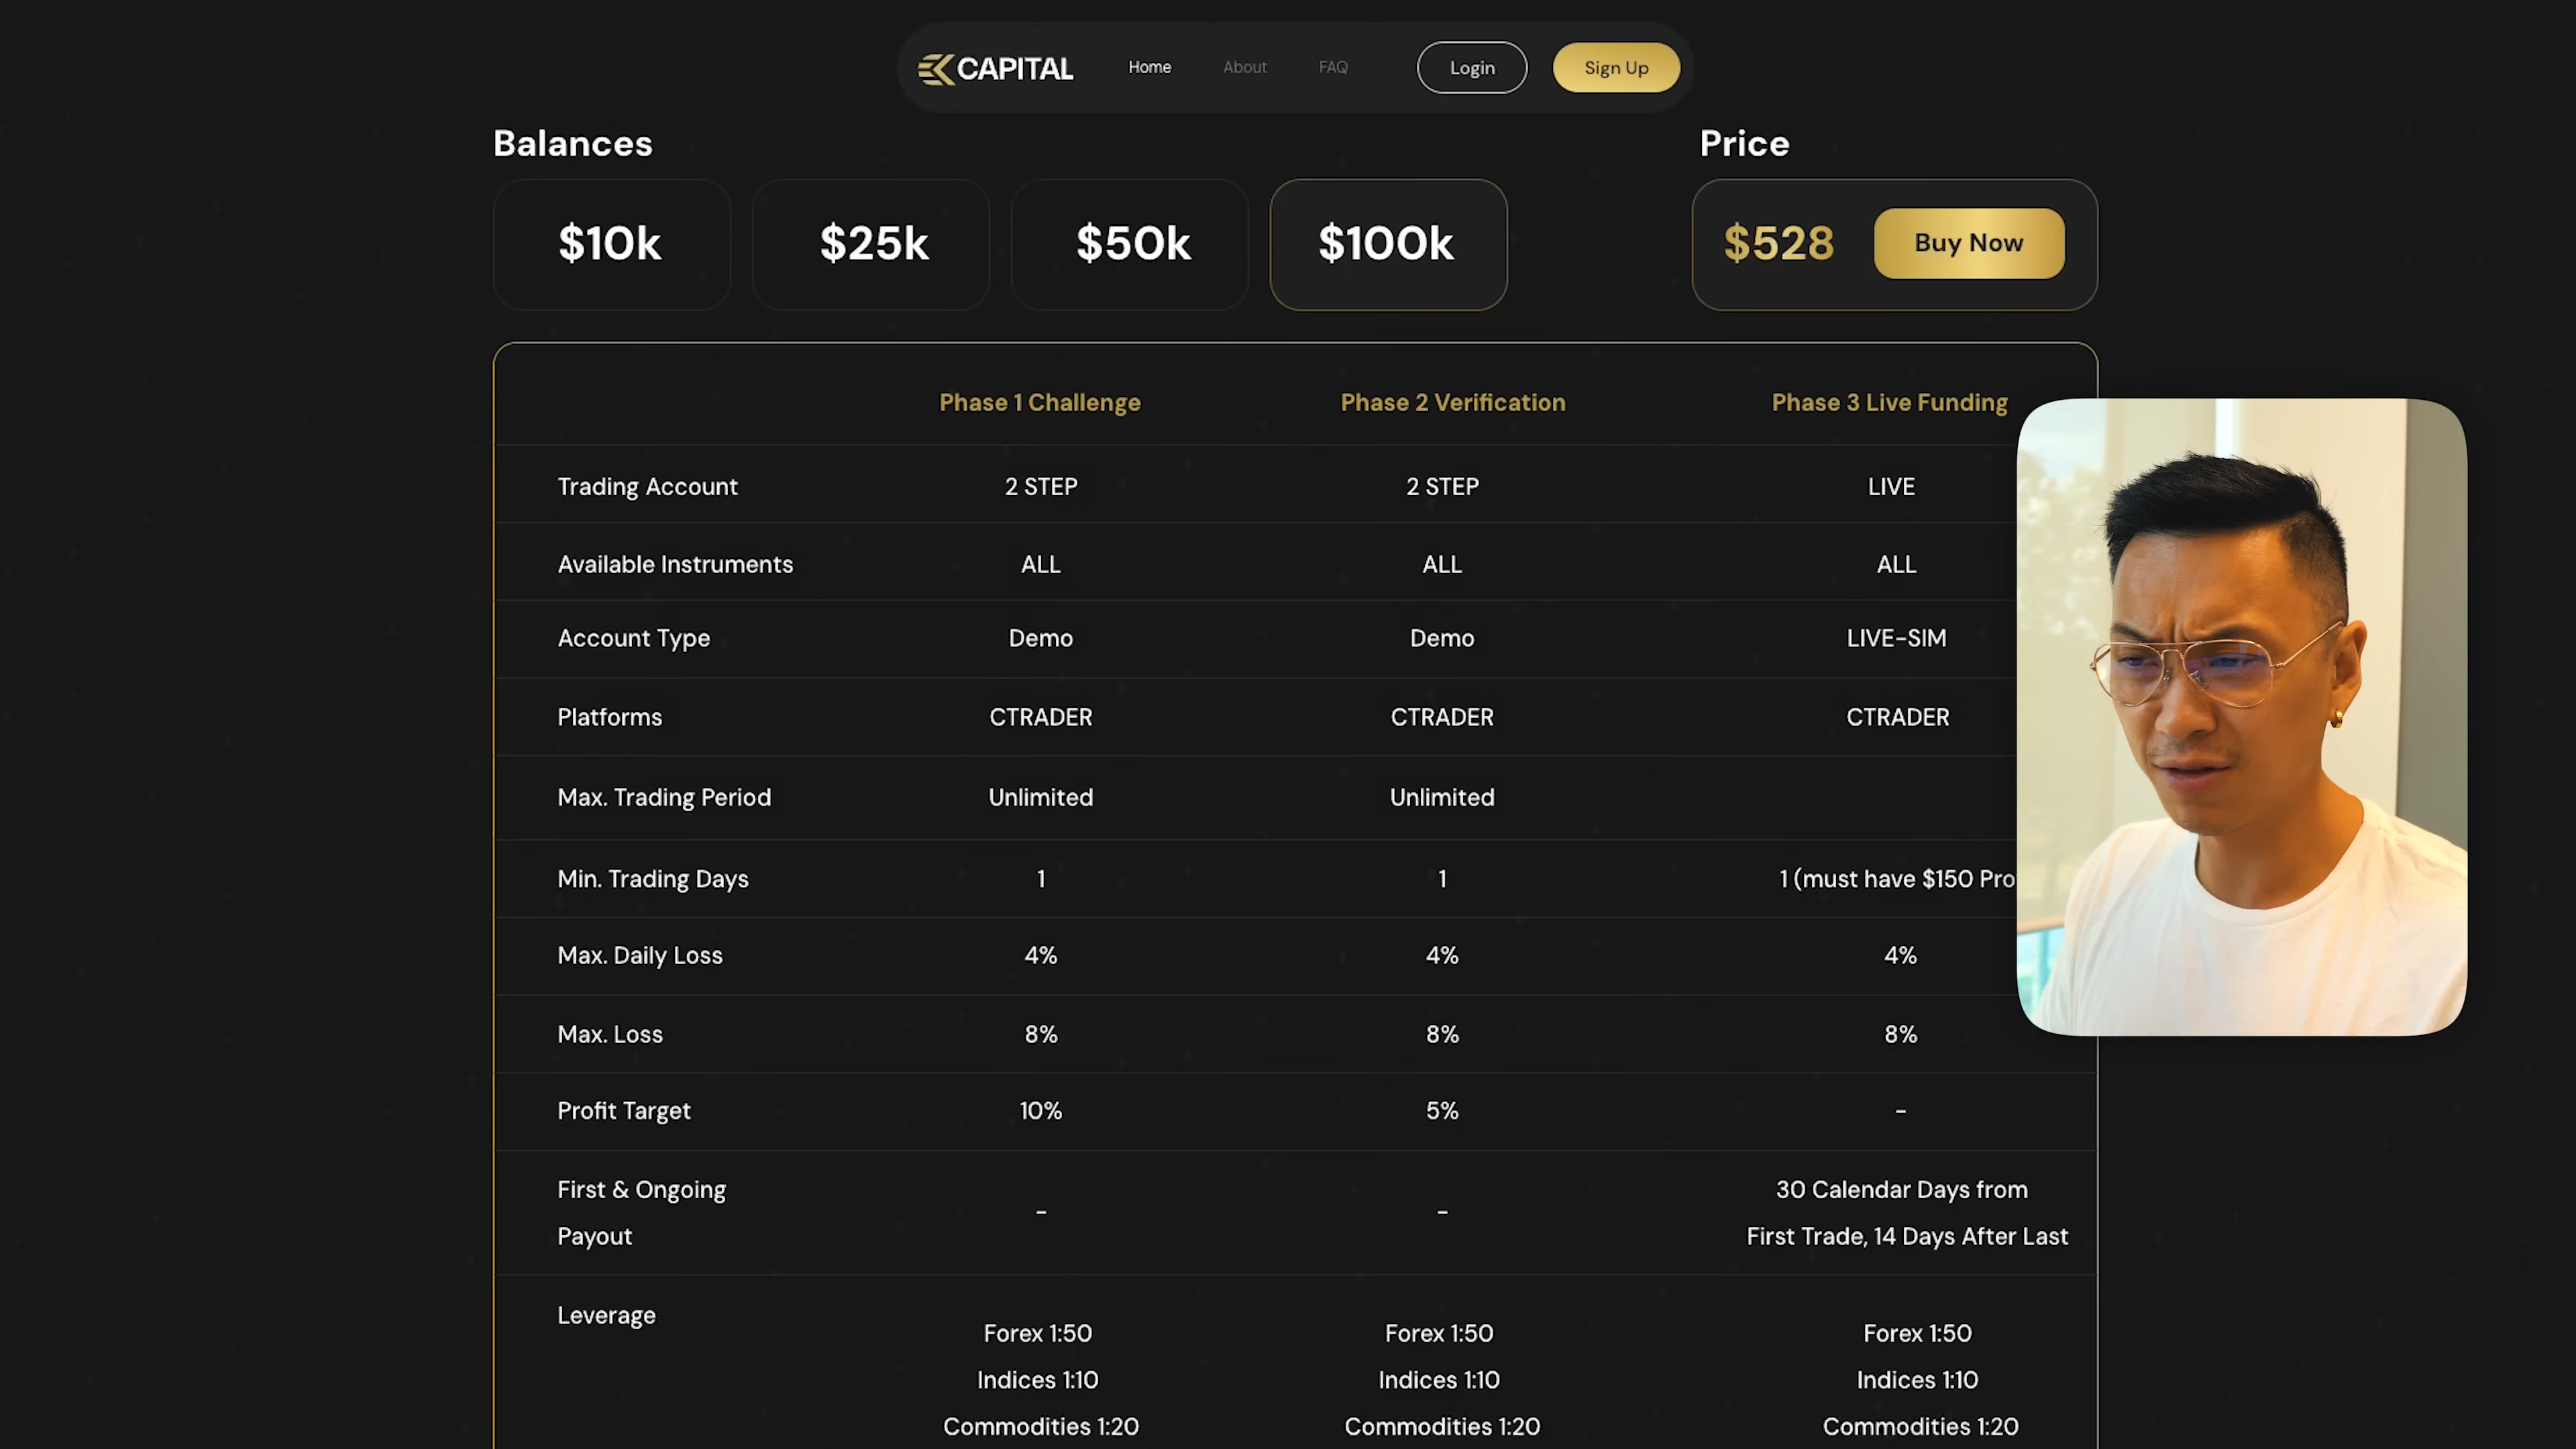 EK CAPITAL Home About FAQ Login Sign Up
Balances Price
$10k $25k $50k $100k $528 Buy Now
Phase 1 Challenge Phase 2 Verification Phase 3 Live Funding
Trading Account 2 STEP 2 STEP LIVE
Available Instruments ALL ALL ALL
Account Type Demo Demo LIVE-SIM
Platforms CTRADER CTRADER CTRADER
Max. Trading Period Unlimited Unlimited
Min. Trading Days 1 1 1 (must have $150
Max. Daily Loss 4% 4% 4%
Max. Loss 8% 8% 8%
Profit Target 10% 5% -
First & Ongoing 30 Calendar Days from
- -
Payout First Trade, 14 Days After Last
Leverage
Forex 1:50 Forex 1:50 Forex 1:50
Indices 1:10 Indices 1:10 Indices 1:10
Commodities 1:20 Commodities 1:20 Commodities 1:20